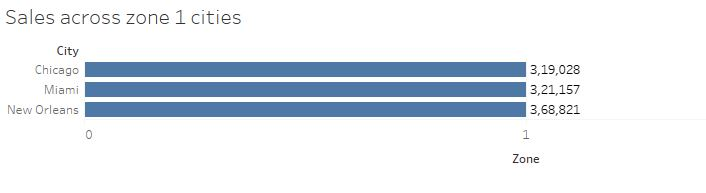 Sales across zone 1 cities
City
Chicago 3,19,028
Miami 3,21,157
New Orleans 3,68,821
0 1
Zone